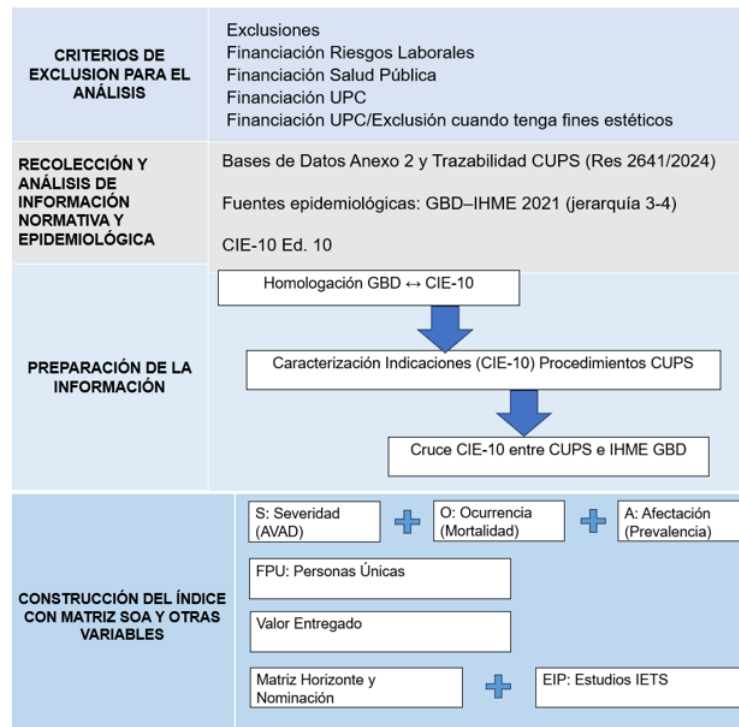 CRITERIOS DE
EXCLUSION PARA EL
ANÁLISIS
Exclusiones
Financiación Riesgos Laborales
Financiación Salud Pública
Financiación UPC
Financiación UPC/Exclusión cuando tenga fines estéticos
RECOLECCIÓN Y
ANÁLISIS DE
INFORMACIÓN
NORMATIVA Y
EPIDEMIOLÓGICA
Bases de Datos Anexo 2 y Trazabilidad CUPS (Res 2641/2024)
Fuentes epidemiológicas: GBD–IHME 2021 (jerarquía 3-4)
CIE-10 Ed. 10
PREPARACIÓN DE LA
INFORMACIÓN
Homologación GBD ↔ CIE-10
Caracterización Indicaciones (CIE-10) Procedimientos CUPS
Cruce CIE-10 entre CUPS e IHME GBD
CONSTRUCCIÓN DEL ÍNDICE
CON MATRIZ SOA Y OTRAS
VARIABLES
S: Severidad
(AVAD)
O: Ocurrencia
(Mortalidad)
A: Afectación
(Prevalencia)
FPU: Personas Únicas
Valor Entregado
Matriz Horizonte y
Nominación
EIP: Estudios IETS